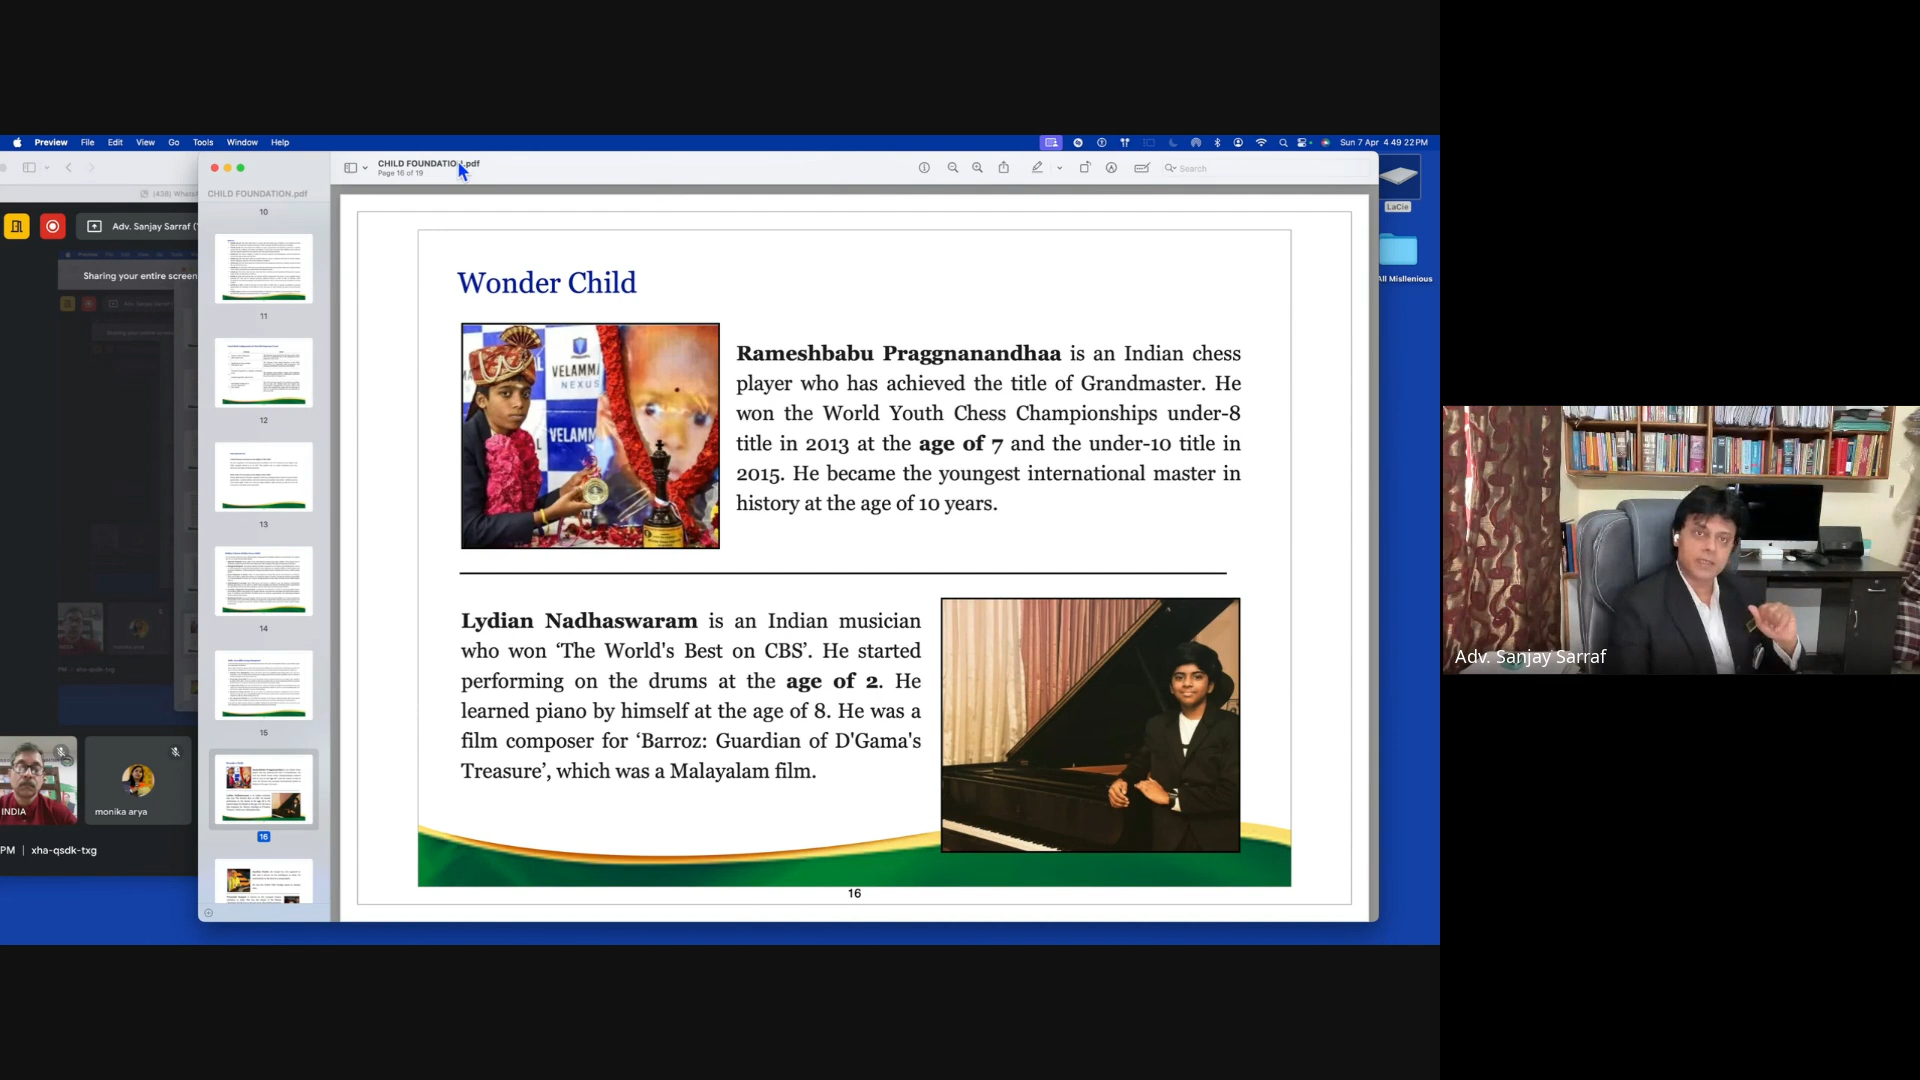 Preview File Edit View Go Tools Window Help
Sun 7 Apr 4 49 22 PM
CHILD FOUNDATION.pdf
Page 16 of 19
Search
(438) Whats
CHILD FOUNDATION.pdf
LaCie
All Misllenious
Adv. Sanjay Sarraf (
Sharing your entire screen
10
11
12
13
14
15
16
INDIA
monika arya
PM | xha-qsdk-txg
Wonder Child
VELAMMA
NEXUS
VELAMM
Rameshbabu Praggnanandhaa is an Indian chess
player who has achieved the title of Grandmaster. He
won the World Youth Chess Championships under-8
title in 2013 at the age of 7 and the under-10 title in
2015. He became the youngest international master in
history at the age of 10 years.
Lydian Nadhaswaram is an Indian musician
who won ‘The World's Best on CBS’. He started
performing on the drums at the age of 2. He
learned piano by himself at the age of 8. He was a
film composer for ‘Barroz: Guardian of D'Gama's
Treasure’, which was a Malayalam film.
16
Adv. Sanjay Sarraf